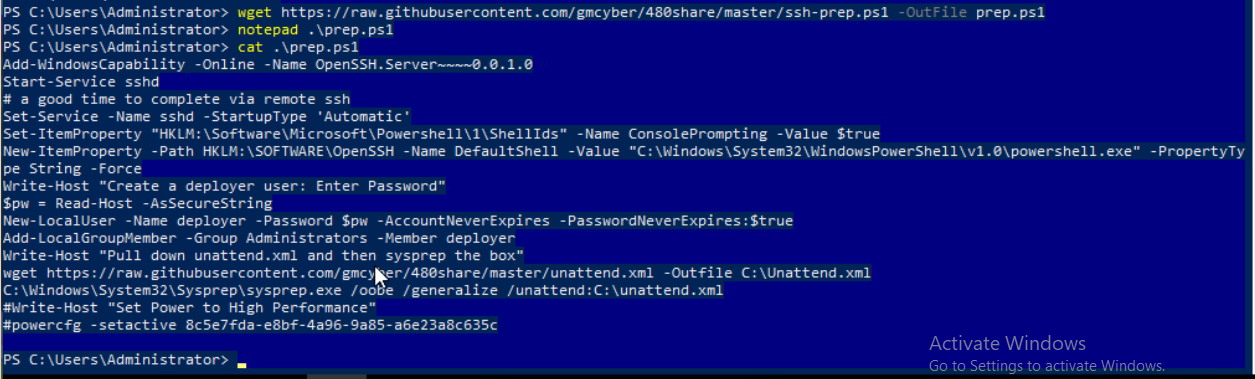 PS C:\Users\Administrator> wget https://raw.githubusercontent.com/gmcyber/480share/master/ssh-prep.ps1 -OutFile prep.ps1
PS C:\Users\Administrator> notepad .\prep.ps1
PS C:\Users\Administrator> cat .\prep.ps1
Add-WindowsCapability -Online -Name OpenSSH.Server~~~~0.0.1.0
Start-Service sshd
# a good time to complete via remote ssh
Set-Service -Name sshd -StartupType 'Automatic'
Set-ItemProperty "HKLM:\Software\Microsoft\Powershell\1\ShellIds" -Name ConsolePrompting -Value $true
New-ItemProperty -Path HKLM:\SOFTWARE\OpenSSH -Name DefaultShell -Value "C:\Windows\System32\WindowsPowerShell\v1.0\powershell.exe" -PropertyTy
pe String -Force
Write-Host "Create a deployer user: Enter Password"
$pw = Read-Host -AsSecureString
New-LocalUser -Name deployer -Password $pw -AccountNeverExpires -PasswordNeverExpires:$true
Add-LocalGroupMember -Group Administrators -Member deployer
Write-Host "Pull down unattend.xml and then sysprep the box"
wget https://raw.githubusercontent.com/gmcyber/480share/master/unattend.xml -Outfile C:\Unattend.xml
C:\Windows\System32\Sysprep\sysprep.exe /oobe /generalize /unattend:C:\unattend.xml
#Write-Host "Set Power to High Performance"
#powercfg -setactive 8c5e7fda-e8bf-4a96-9a85-a6e23a8c635c
PS C:\Users\Administrator>
Activate Windows
Go to Settings to activate Windows.